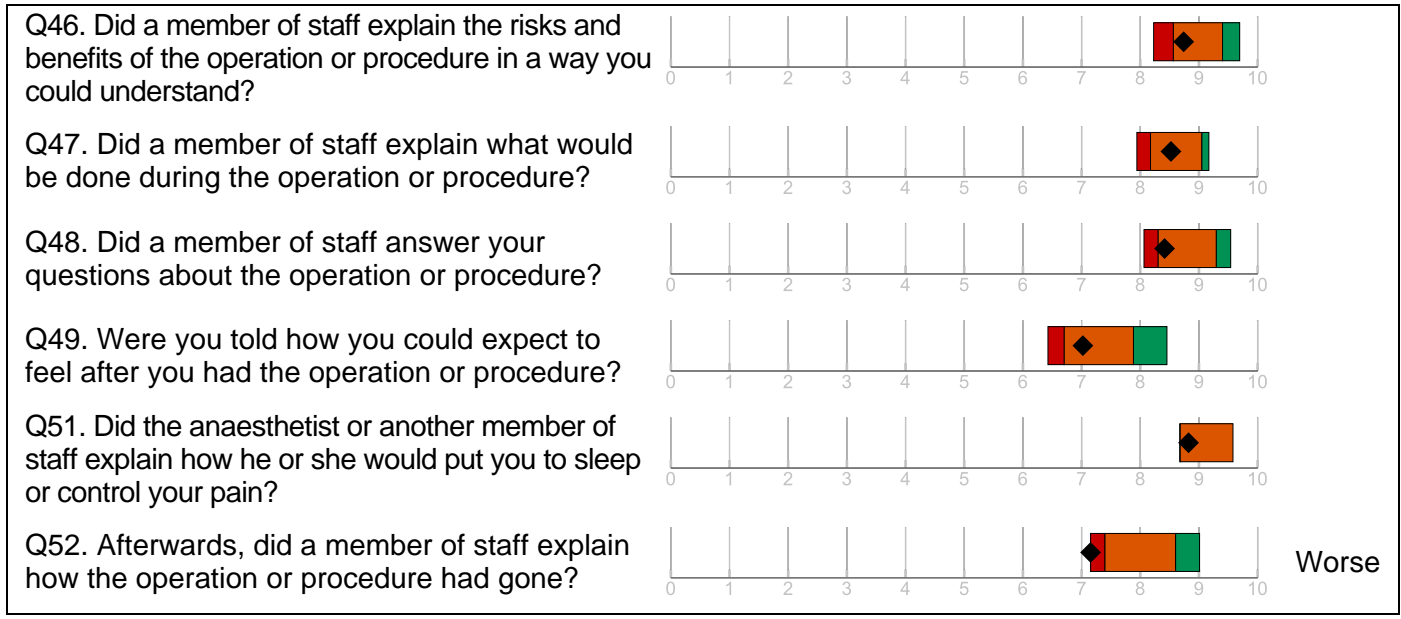 Q46. Did a member of staff explain the risks and
benefits of the operation or procedure in a way you
could understand?
0 1 2 3 4 5 6 7 8 9 10
Q47. Did a member of staff explain what would
be done during the operation or procedure?
0 1 2 3 4 5 6 7 8 9 10
Q48. Did a member of staff answer your
questions about the operation or procedure?
0 1 2 3 4 5 6 7 8 9 10
Q49. Were you told how you could expect to
feel after you had the operation or procedure?
0 1 2 3 4 5 6 7 8 9 10
Q51. Did the anaesthetist or another member of
staff explain how he or she would put you to sleep
or control your pain?
0 1 2 3 4 5 6 7 8 9 10
Q52. Afterwards, did a member of staff explain
how the operation or procedure had gone?
0 1 2 3 4 5 6 7 8 9 10
Worse